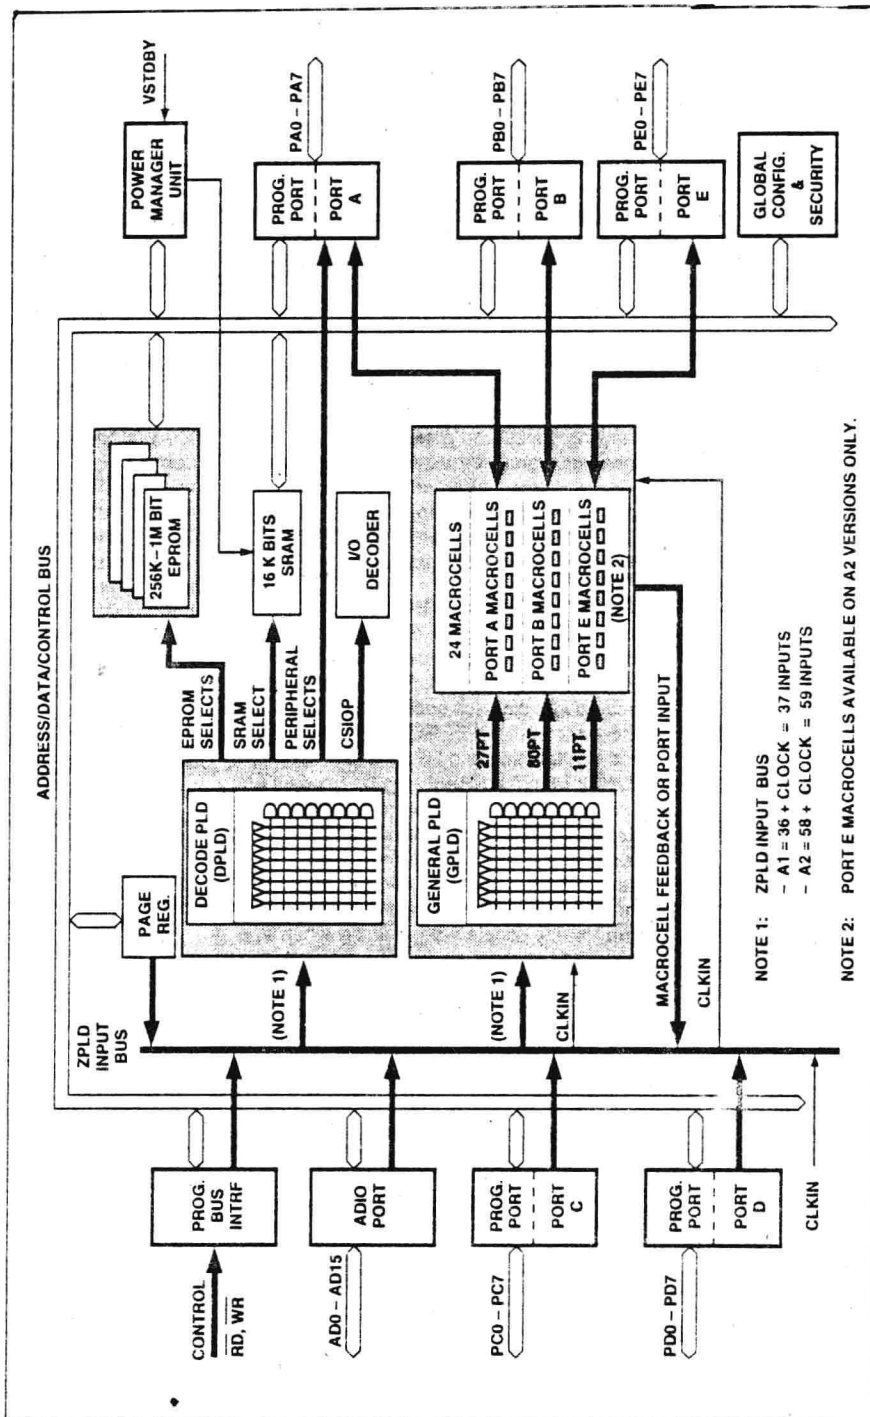 ADDRESS/DATA/CONTROL BUS
CONTROL
RD, WR
PROG.
BUS
INTRF
AD0 – AD15
ADIO
PORT
PC0 – PC7
PROG.
PORT
PORT
C
PD0 – PD7
PROG.
PORT
PORT
D
CLKIN
ZPLD
INPUT
BUS
PAGE
REG.
(NOTE 1)
(NOTE 1)
CLKIN
DECODE PLD
(DPLD)
GENERAL PLD
(GPLD)
EPROM
SELECTS
SRAM
SELECT
PERIPHERAL
SELECTS
CSIOP
27PT
80PT
11PT
256K–1M BIT
EPROM
16 K BITS
SRAM
I/O
DECODER
24 MACROCELLS
PORT A MACROCELLS
PORT B MACROCELLS
PORT E MACROCELLS
(NOTE 2)
MACROCELL FEEDBACK OR PORT INPUT
CLKIN
VSTDBY
POWER
MANAGER
UNIT
PROG.
PORT
PORT
A
PA0 – PA7
PROG.
PORT
PORT
B
PB0 – PB7
PROG.
PORT
PORT
E
PE0 – PE7
GLOBAL
CONFIG.
&
SECURITY
NOTE 1: ZPLD INPUT BUS
– A1 = 36 + CLOCK = 37 INPUTS
– A2 = 58 + CLOCK = 59 INPUTS
NOTE 2: PORT E MACROCELLS AVAILABLE ON A2 VERSIONS ONLY.